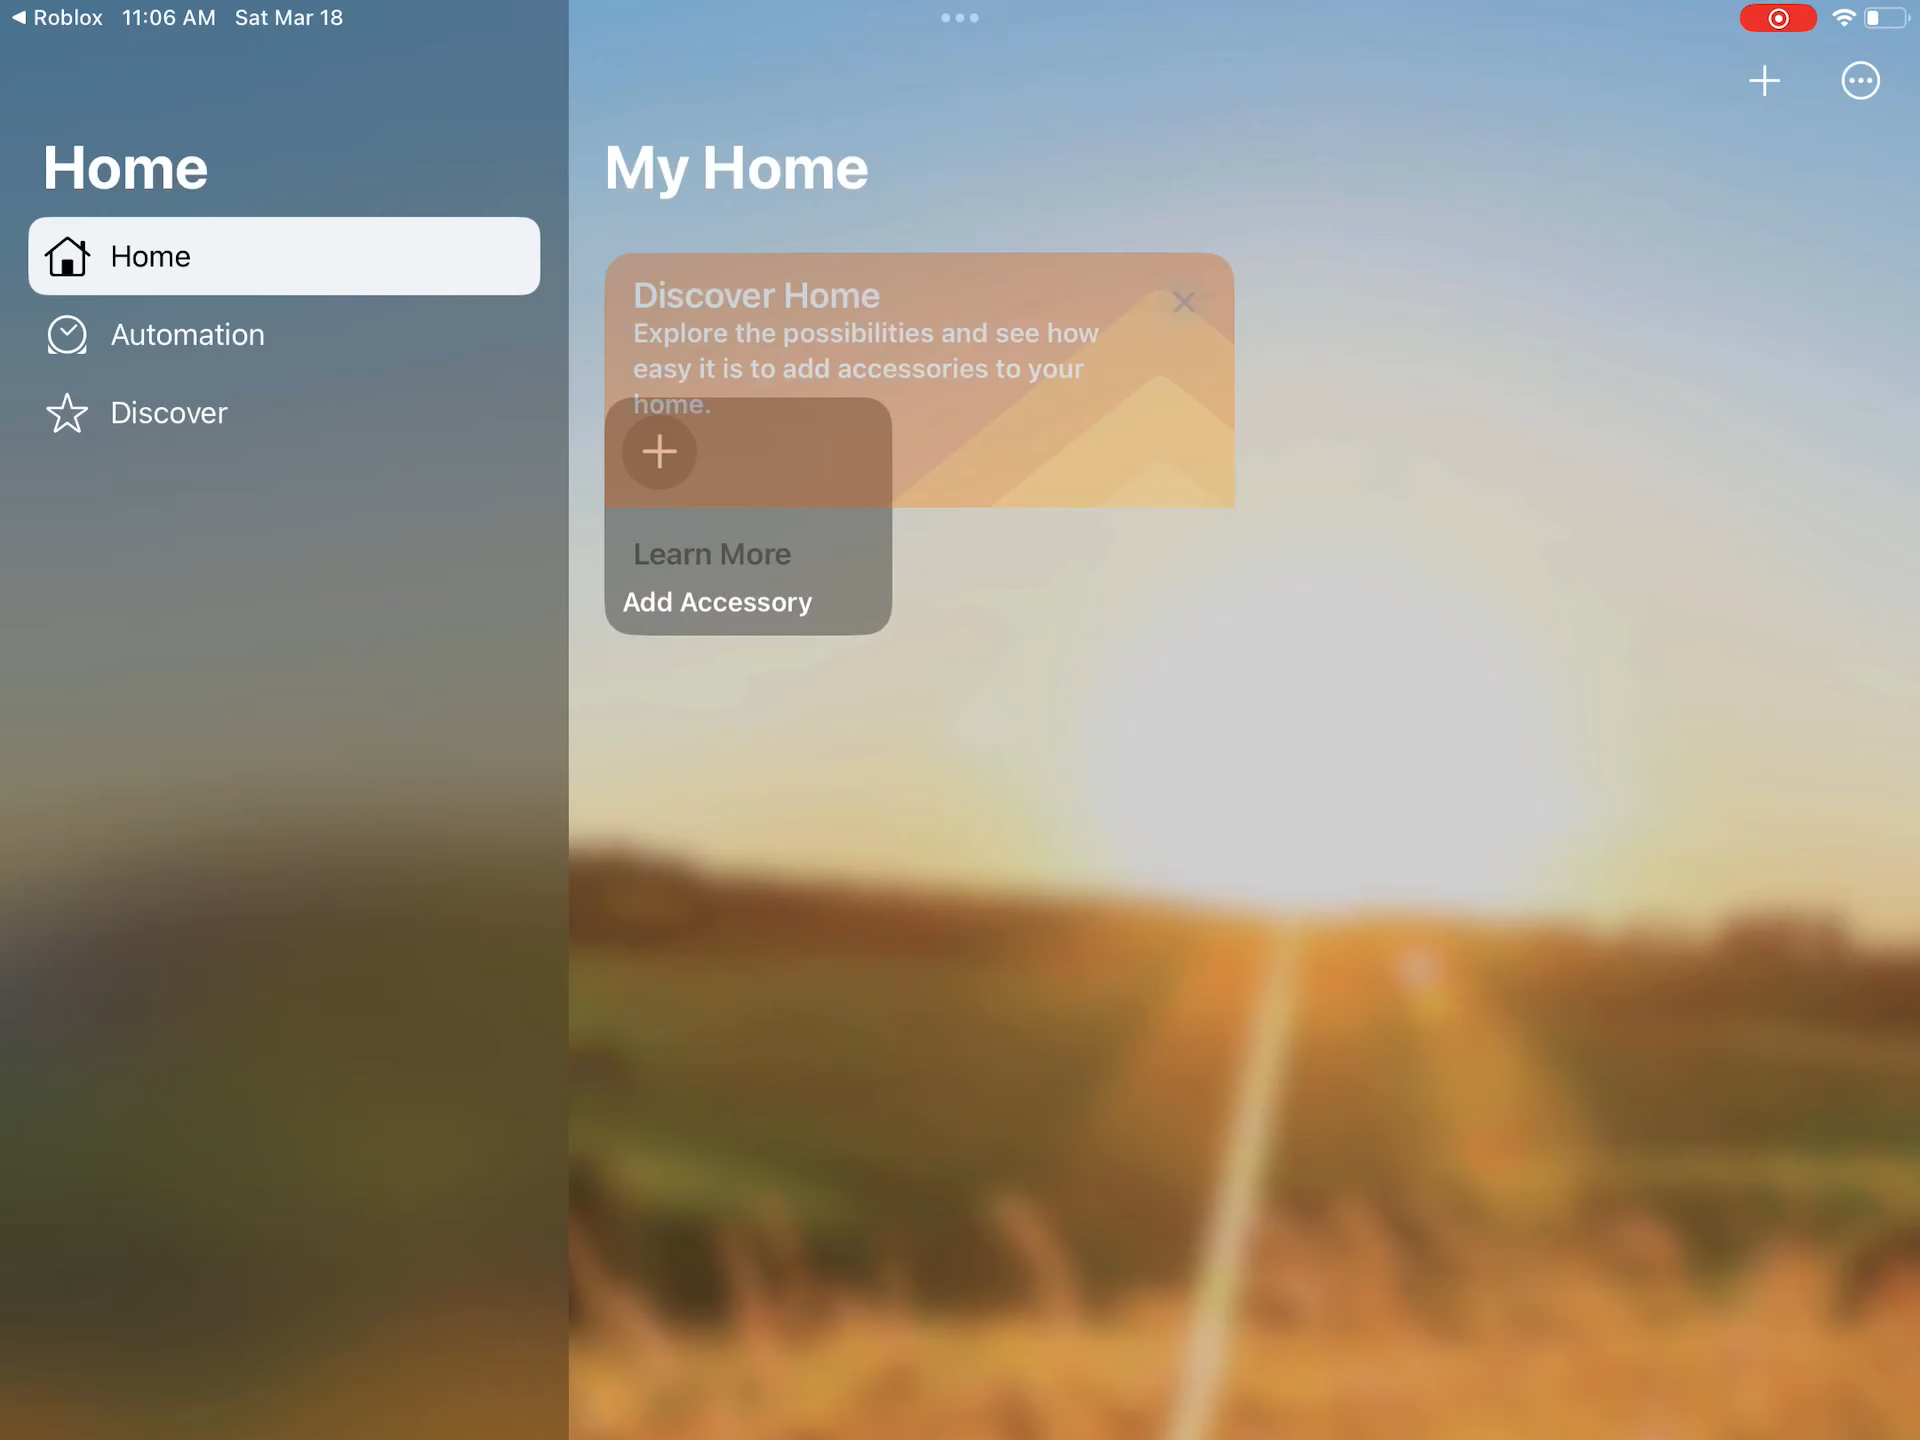 Roblox 11:06 AM Sat Mar 18
Home
Home
Automation
Discover
My Home
Discover Home
Explore the possibilities and see how
easy it is to add accessories to your
home.
Learn More
Add Accessory